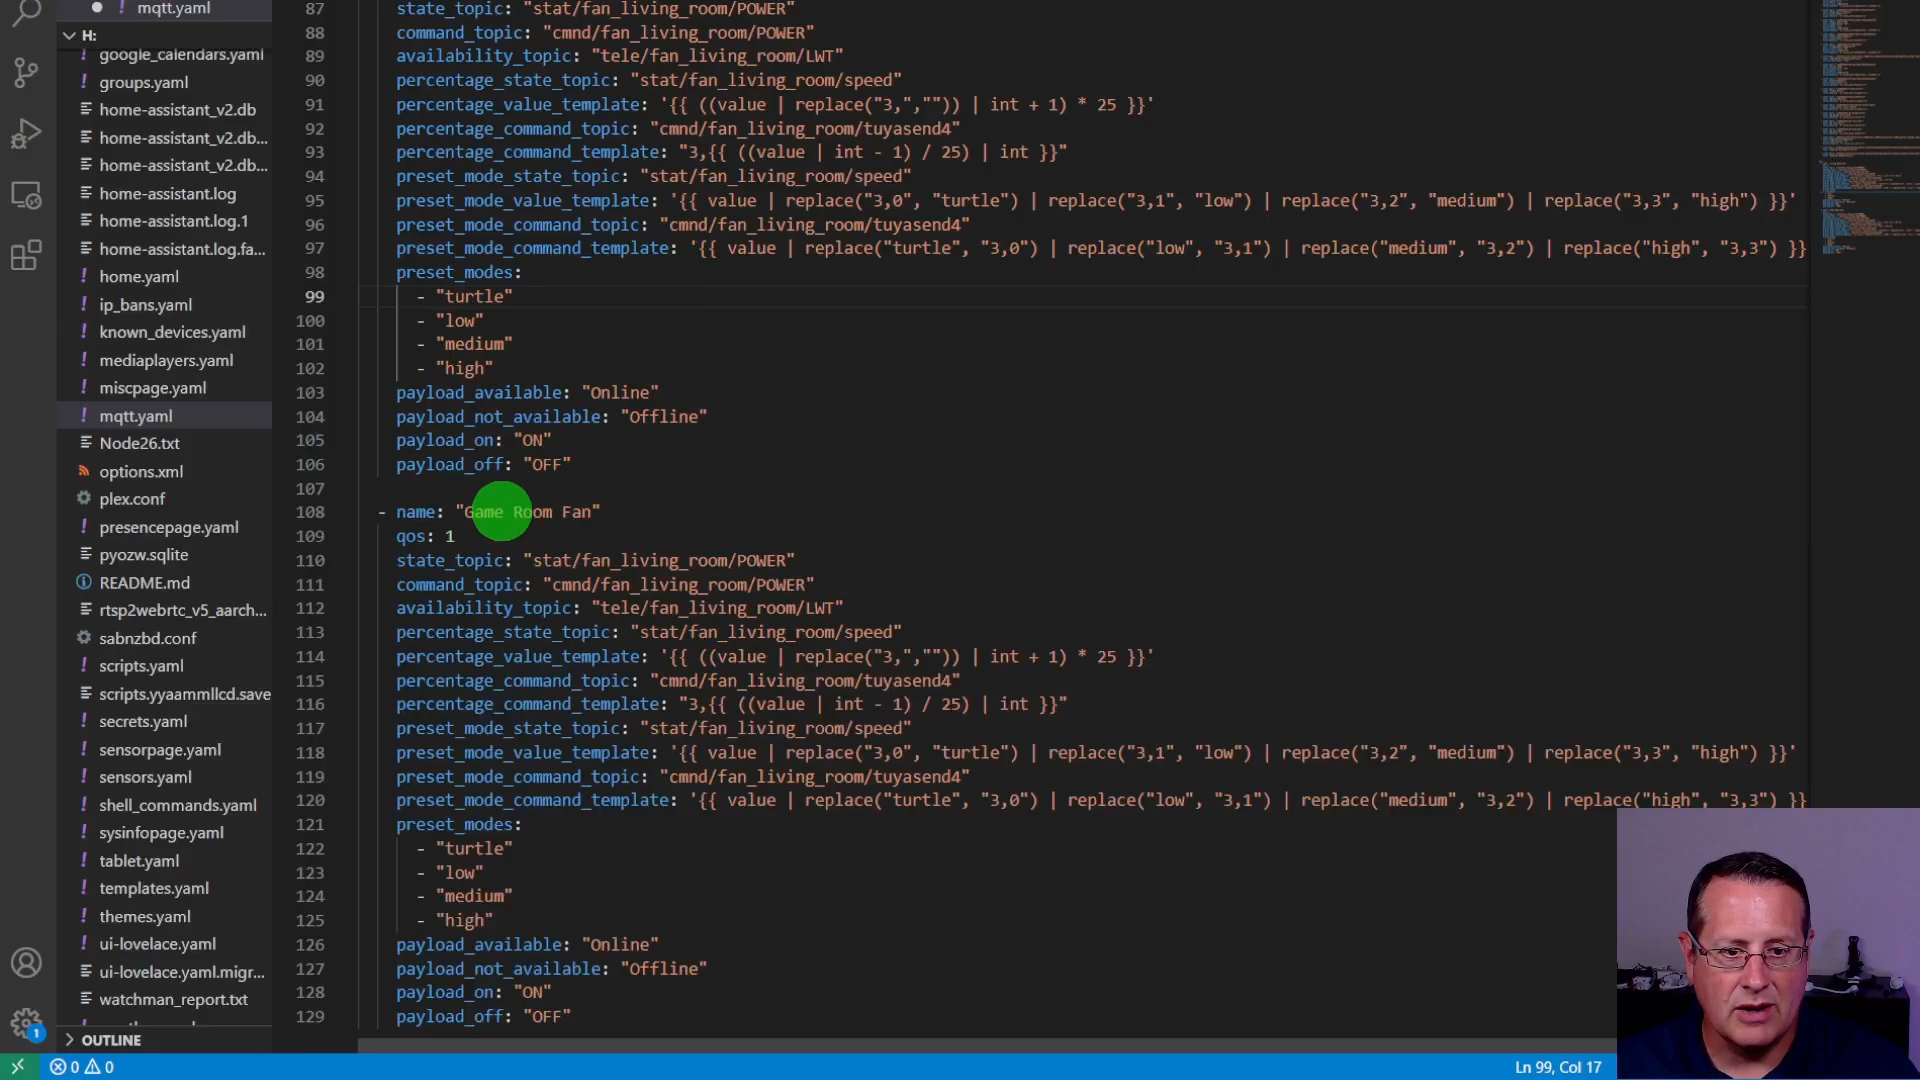 mqtt.yaml
H:
google_calendars.yaml
groups.yaml
home-assistant_v2.db
home-assistant_v2.db...
home-assistant_v2.db...
home-assistant.log
home-assistant.log.1
home-assistant.log.fa...
home.yaml
ip_bans.yaml
known_devices.yaml
mediaplayers.yaml
miscpage.yaml
mqtt.yaml
Node26.txt
options.xml
plex.conf
presencepage.yaml
pyozw.sqlite
README.md
rtsp2webrtc_v5_aarch...
sabnzbd.conf
scripts.yaml
scripts.yyaammllcd.save
secrets.yaml
sensorpage.yaml
sensors.yaml
shell_commands.yaml
sysinfopage.yaml
tablet.yaml
templates.yaml
themes.yaml
ui-lovelace.yaml
ui-lovelace.yaml.migr...
watchman_report.txt
OUTLINE
87 state_topic: "stat/fan_living_room/POWER"
88 command_topic: "cmnd/fan_living_room/POWER"
89 availability_topic: "tele/fan_living_room/LWT"
90 percentage_state_topic: "stat/fan_living_room/speed"
91 percentage_value_template: '{{ ((value | replace("3,","")) | int + 1) * 25 }}'
92 percentage_command_topic: "cmnd/fan_living_room/tuyasend4"
93 percentage_command_template: "3,{{ ((value | int - 1) / 25) | int }}"
94 preset_mode_state_topic: "stat/fan_living_room/speed"
95 preset_mode_value_template: '{{ value | replace("3,0", "turtle") | replace("3,1", "low") | replace("3,2", "medium") | replace("3,3", "high") }}'
96 preset_mode_command_topic: "cmnd/fan_living_room/tuyasend4"
97 preset_mode_command_template: '{{ value | replace("turtle", "3,0") | replace("low", "3,1") | replace("medium", "3,2") | replace("high", "3,3") }}
98 preset_modes:
99 - "turtle"
100 - "low"
101 - "medium"
102 - "high"
103 payload_available: "Online"
104 payload_not_available: "Offline"
105 payload_on: "ON"
106 payload_off: "OFF"
107
108 - name: "Game Room Fan"
109 qos: 1
110 state_topic: "stat/fan_living_room/POWER"
111 command_topic: "cmnd/fan_living_room/POWER"
112 availability_topic: "tele/fan_living_room/LWT"
113 percentage_state_topic: "stat/fan_living_room/speed"
114 percentage_value_template: '{{ ((value | replace("3,","")) | int + 1) * 25 }}'
115 percentage_command_topic: "cmnd/fan_living_room/tuyasend4"
116 percentage_command_template: "3,{{ ((value | int - 1) / 25) | int }}"
117 preset_mode_state_topic: "stat/fan_living_room/speed"
118 preset_mode_value_template: '{{ value | replace("3,0", "turtle") | replace("3,1", "low") | replace("3,2", "medium") | replace("3,3", "high") }}'
119 preset_mode_command_topic: "cmnd/fan_living_room/tuyasend4"
120 preset_mode_command_template: '{{ value | replace("turtle", "3,0") | replace("low", "3,1") | replace("medium", "3,2") | replace("high", "3,3") }}
121 preset_modes:
122 - "turtle"
123 - "low"
124 - "medium"
125 - "high"
126 payload_available: "Online"
127 payload_not_available: "Offline"
128 payload_on: "ON"
129 payload_off: "OFF"
1
0 0
Ln 99, Col 17